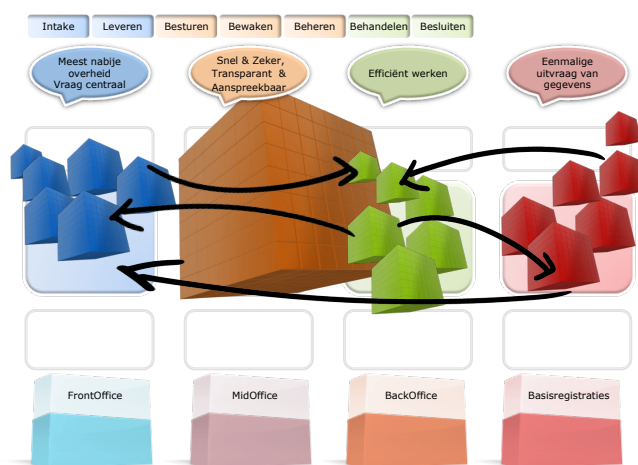 Intake
Leveren
Besturen
Bewaken
Beheren
Behandelen
Besluiten
Meest nabije
overheid
Vraag centraal
Snel & Zeker,
Transparant &
Aanspreekbaar
Efficiënt werken
Eenmalige
uitvraag van
gegevens
FrontOffice
MidOffice
BackOffice
Basisregistraties